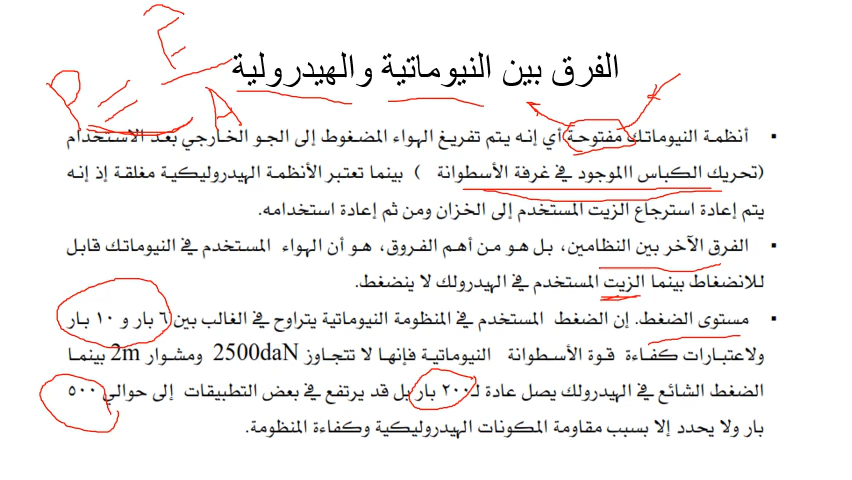 P = F / A
الفرق بين النيوماتية والهيدرولية
• أنظمة النيوماتك مفتوحة أي إنه يتم تفريغ الهواء المضغوط إلى الجو الخارجي بعد الاستخدام
(تحريك الكباس االموجود في غرفة الأسطوانة ) بينما تعتبر الأنظمة الهيدروليكية مغلقة إذ إنه
يتم إعادة استرجاع الزيت المستخدم إلى الخزان ومن ثم إعادة استخدامه.
• الفرق الآخر بين النظامين، بل هو من أهم الفروق، هو أن الهواء المستخدم في النيوماتك قابل
للانضغاط بينما الزيت المستخدم في الهيدرولك لا ينضغط.
• مستوى الضغط. إن الضغط المستخدم في المنظومة النيوماتية يتراوح في الغالب بين ٦ بار و ١٠ بار
ولاعتبارات كفاءة قوة الأسطوانة النيوماتية فإنها لا تتجاوز 2500daN ومشوار 2m بينما
الضغط الشائع في الهيدرولك يصل عادة لـ ٢٠٠ بار بل قد يرتفع في بعض التطبيقات إلى حوالي ٥٠٠
بار ولا يحدد إلا بسبب مقاومة المكونات الهيدروليكية وكفاءة المنظومة.